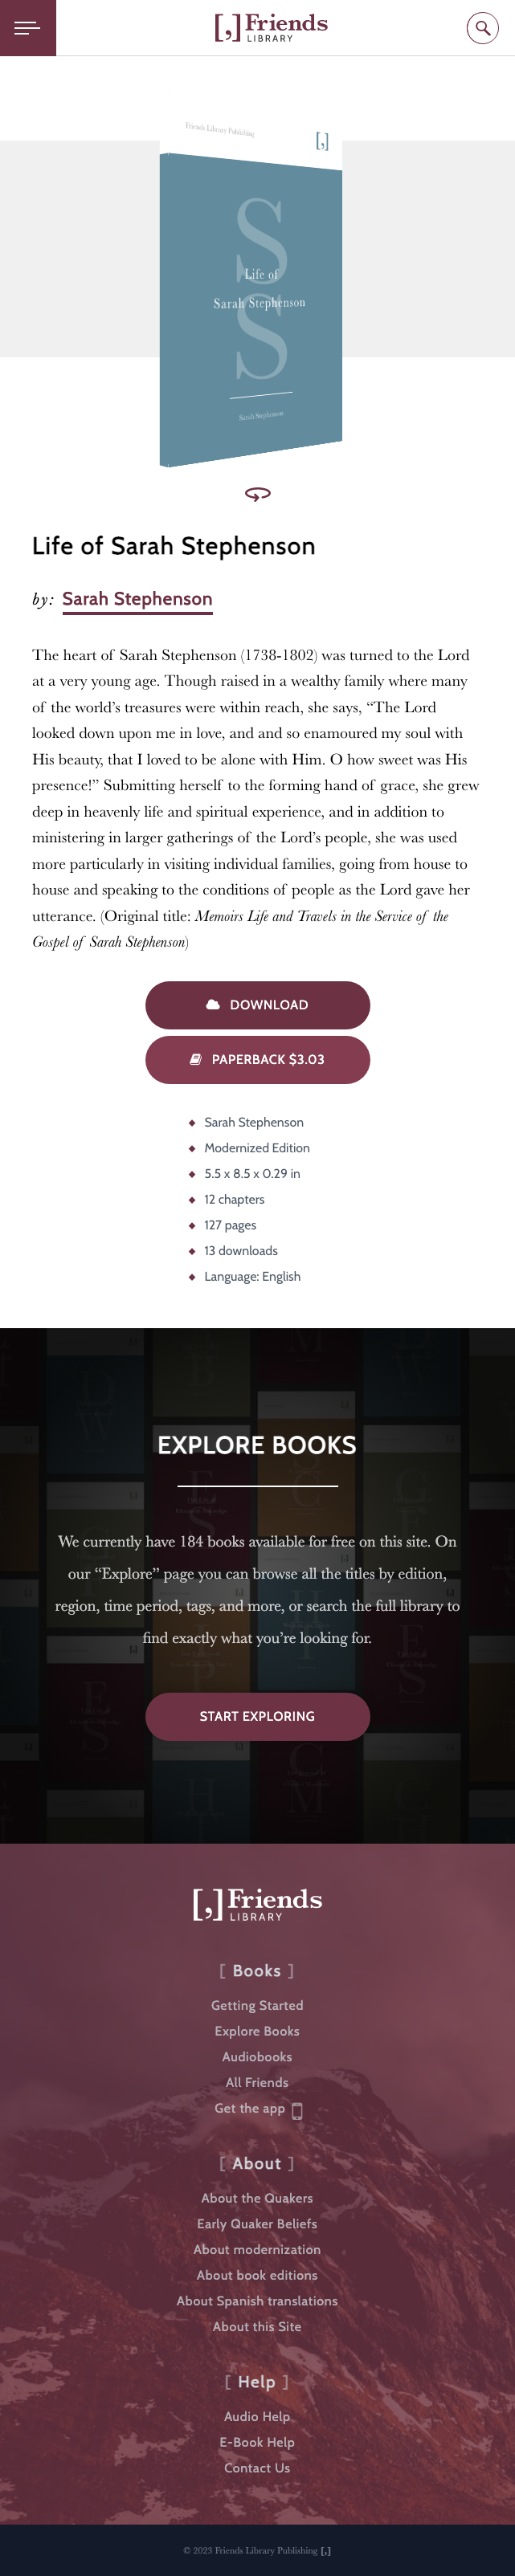 [,] Friends
LIBRARY
Friends Library Publishing
[,]
S
S
Life of
Sarah Stephenson
Sarah Stephenson
Life of Sarah Stephenson
by: Sarah Stephenson
The heart of Sarah Stephenson (1738-1802) was turned to the Lord
at a very young age. Though raised in a wealthy family where many
of the world’s treasures were within reach, she says, “The Lord
looked down upon me in love, and and so enamoured my soul with
His beauty, that I loved to be alone with Him. O how sweet was His
presence!” Submitting herself to the forming hand of grace, she grew
deep in heavenly life and spiritual experience, and in addition to
ministering in larger gatherings of the Lord’s people, she was used
more particularly in visiting individual families, going from house to
house and speaking to the conditions of people as the Lord gave her
utterance. (Original title: Memoirs Life and Travels in the Service of the
Gospel of Sarah Stephenson)
DOWNLOAD
PAPERBACK $3.03
Sarah Stephenson
Modernized Edition
5.5 x 8.5 x 0.29 in
12 chapters
127 pages
13 downloads
Language: English
EXPLORE BOOKS
We currently have 184 books available for free on this site. On
our “Explore” page you can browse all the titles by edition,
region, time period, tags, and more, or search the full library to
find exactly what you’re looking for.
START EXPLORING
[,] Friends
LIBRARY
[ Books ]
Getting Started
Explore Books
Audiobooks
All Friends
Get the app
[ About ]
About the Quakers
Early Quaker Beliefs
About modernization
About book editions
About Spanish translations
About this Site
[ Help ]
Audio Help
E-Book Help
Contact Us
© 2023 Friends Library Publishing [,]